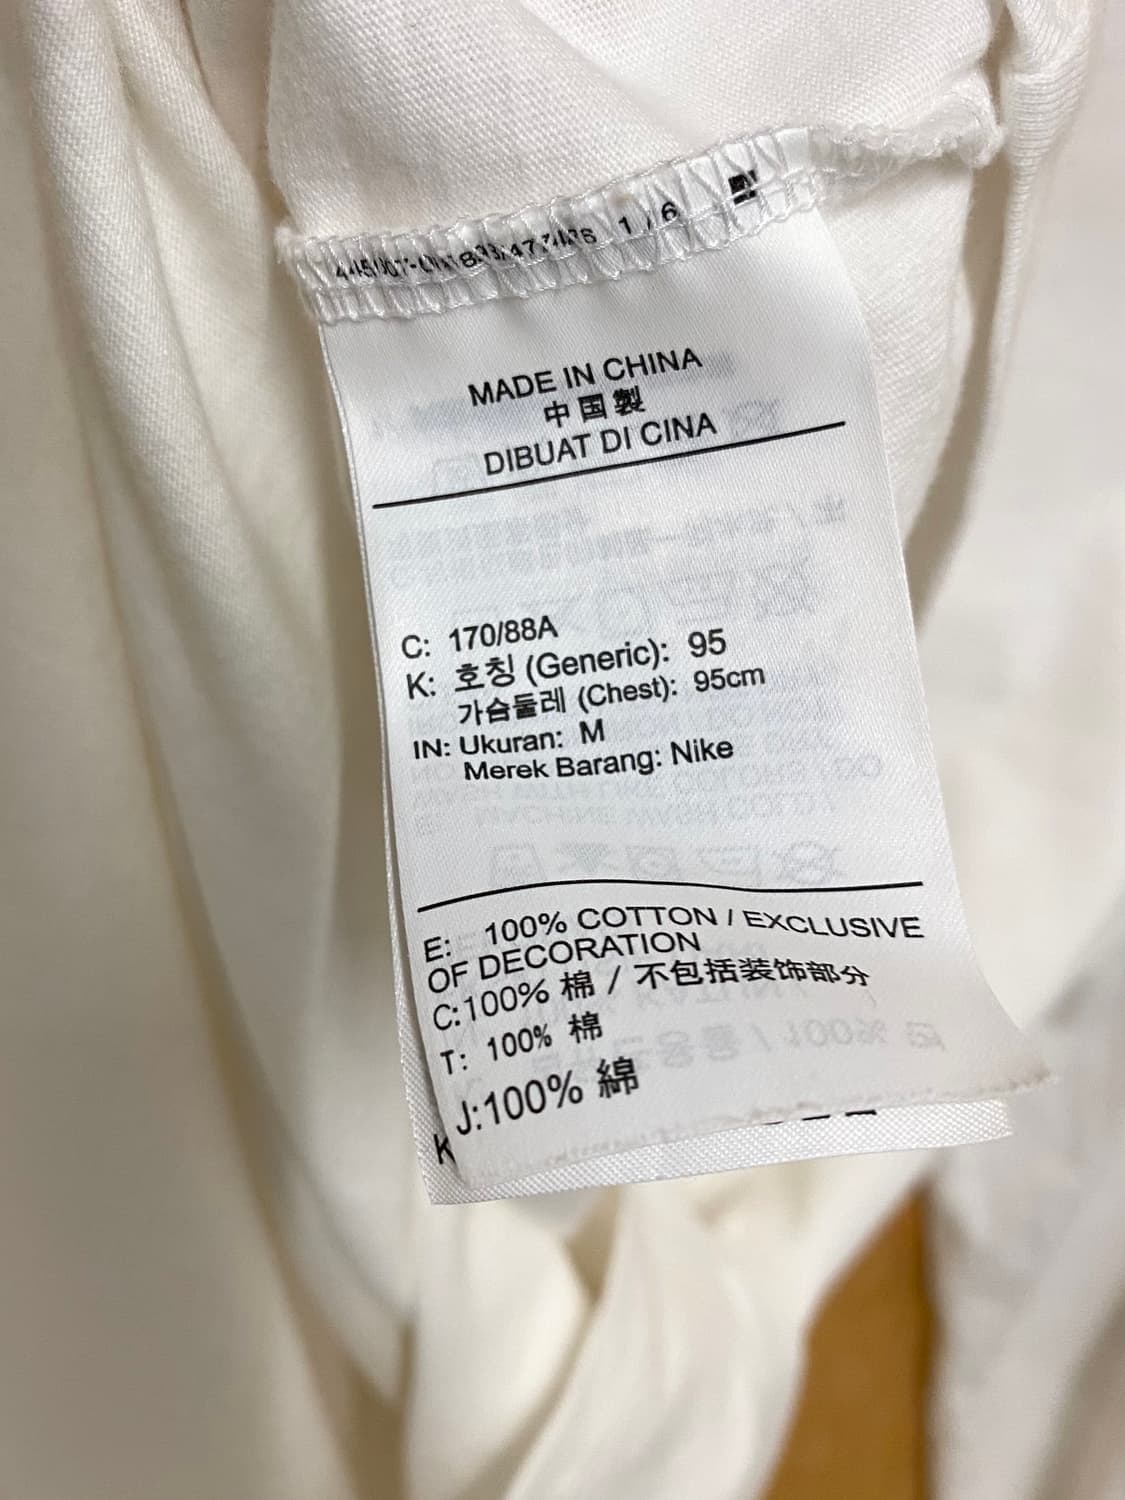 1 / 6
MADE IN CHINA
中国製
DIBUAT DI CINA
C: 170/88A
K: 호칭 (Generic): 95
가슴둘레 (Chest): 95cm
IN: Ukuran: M
Merek Barang: Nike
E: 100% COTTON / EXCLUSIVE
OF DECORATION
C:100% 棉 / 不包括装饰部分
T: 100% 棉
J:100% 綿
K